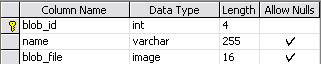 Column Name Data Type Length Allow Nulls
blob_id int 4
name varchar 255
blob_file image 16